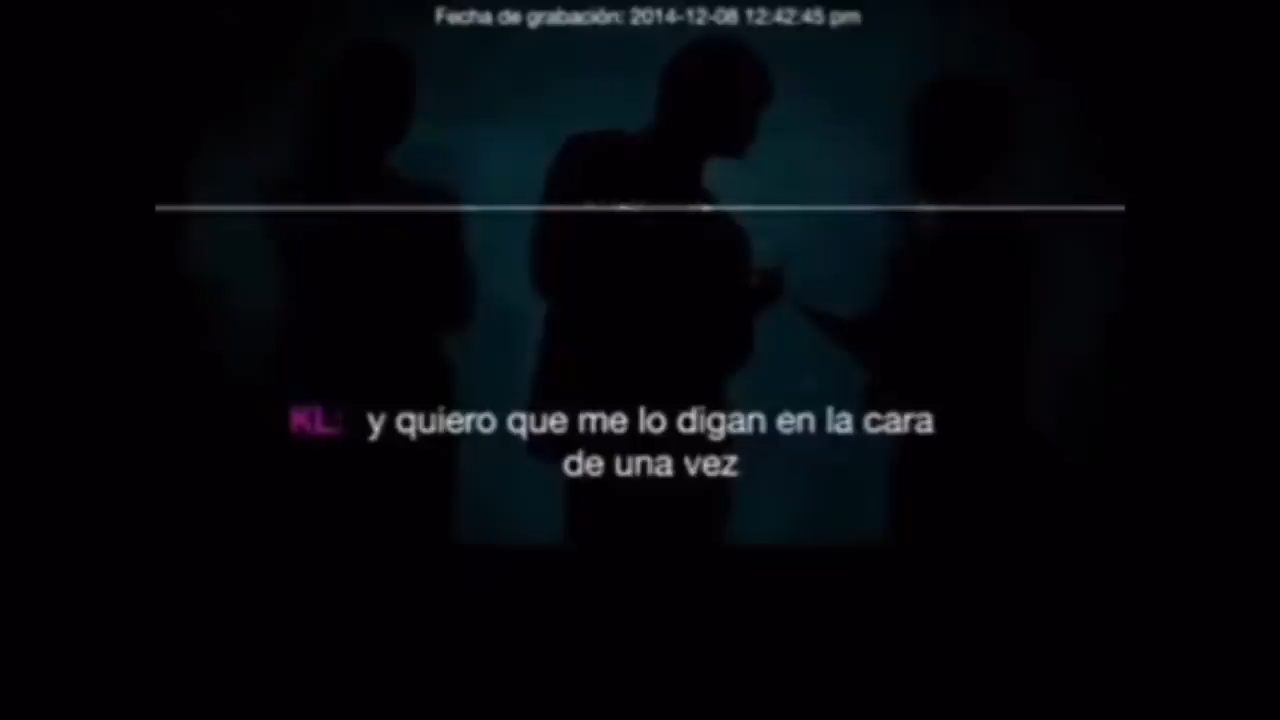 Fecha de grabación: 2014-12-08 12:42:45 pm
KL: y quiero que me lo digan en la cara
de una vez